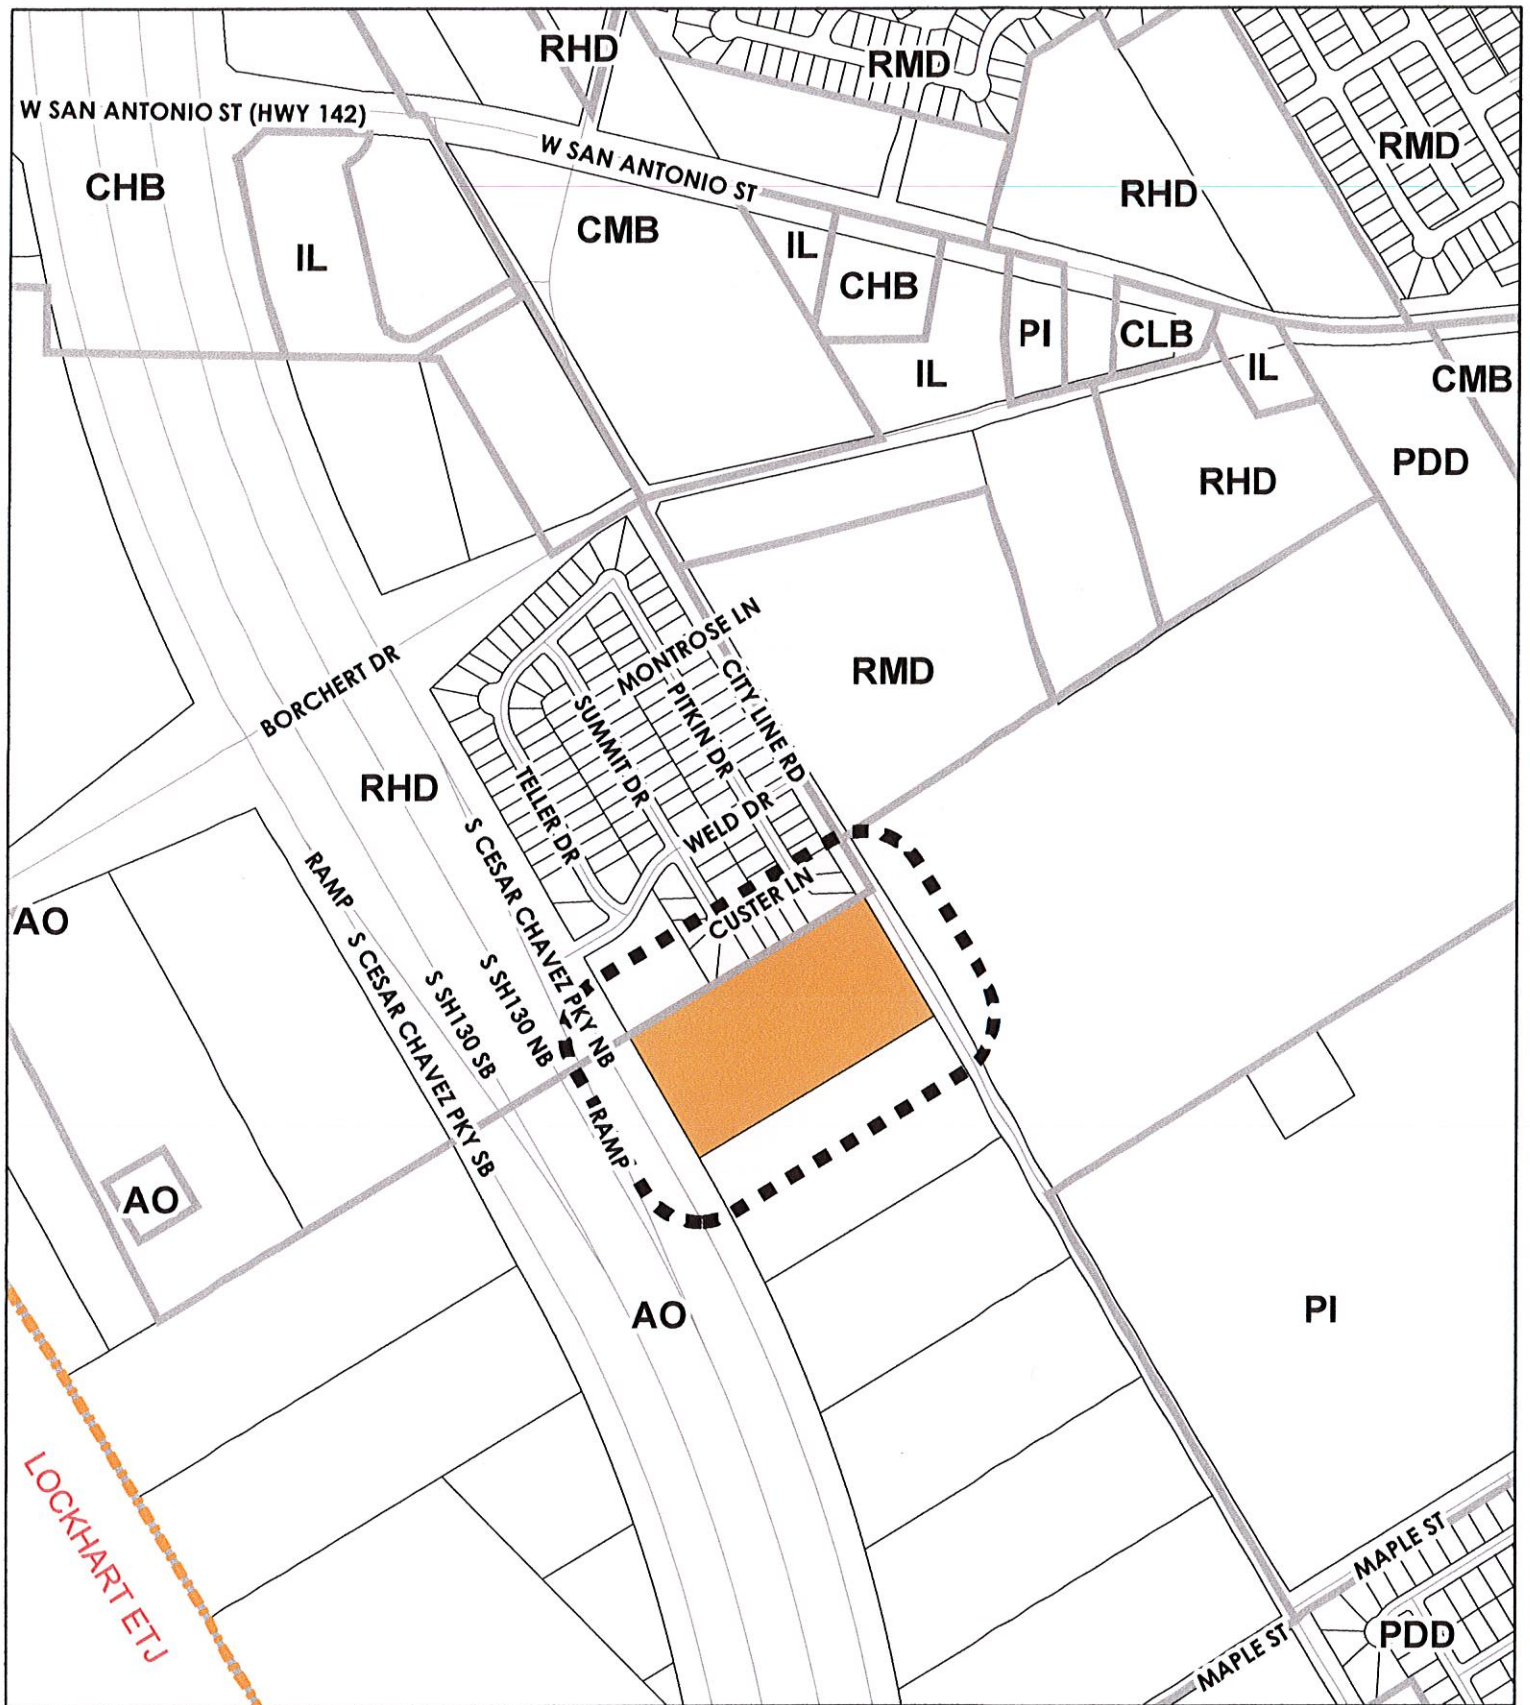 RHD
RMD
W SAN ANTONIO ST (HWY 142)
W SAN ANTONIO ST
RMD
CHB
RHD
CMB
IL
IL
CHB
PI
CLB
IL
IL
CMB
PDD
RHD
MONTROSE LN
BORCHERT DR
CITY LINE RD
RMD
PITKIN DR
SUMMIT DR
TELLER DR
RHD
WELD DR
S CESAR CHAVEZ PKY NB
RAMP
CUSTER LN
AO
S CESAR CHAVEZ PKY SB
S SH130 SB
S SH130 NB
RAMP
AO
AO
PI
LOCKHART ETJ
MAPLE ST
MAPLE ST
PDD